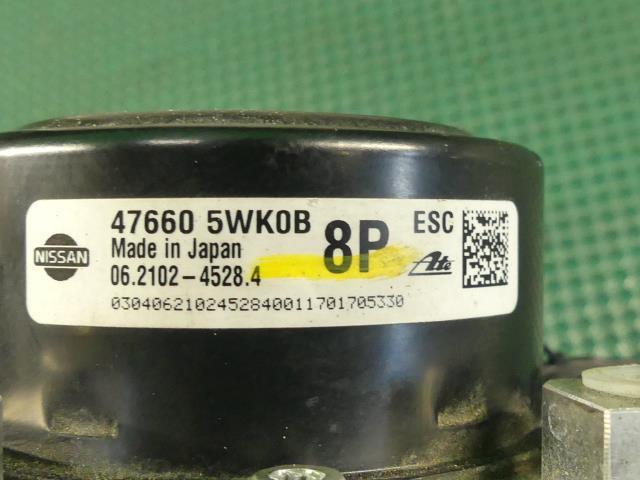 47660 5WK0B 8P ESC
Made in Japan
NISSAN
06.2102-4528.4 Ate
0304062102452840011701705330